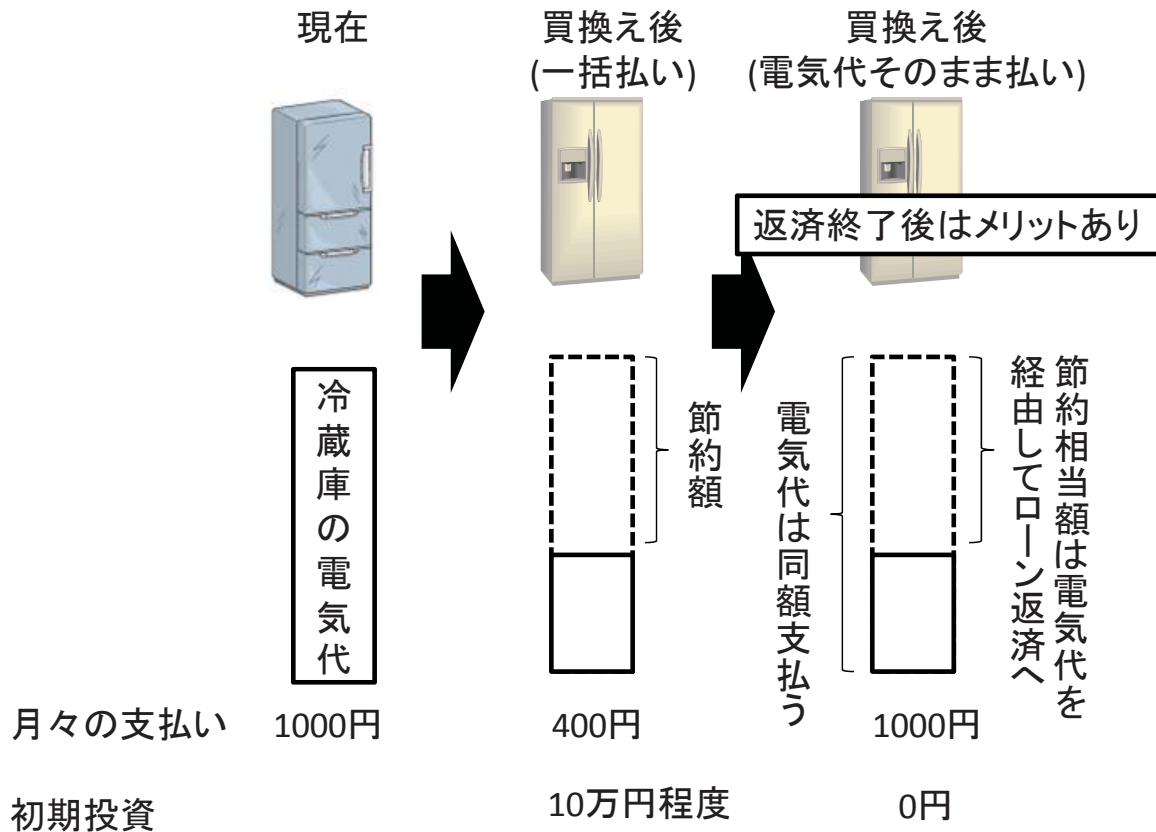 現在
買換え後
(一括払い)
買換え後
(電気代そのまま払い)
返済終了後はメリットあり
冷蔵庫の電気代
節約額
電気代は同額支払う
節約相当額は電気代を
経由してローン返済へ
月々の支払い 1000円 400円 1000円
初期投資 10万円程度 0円